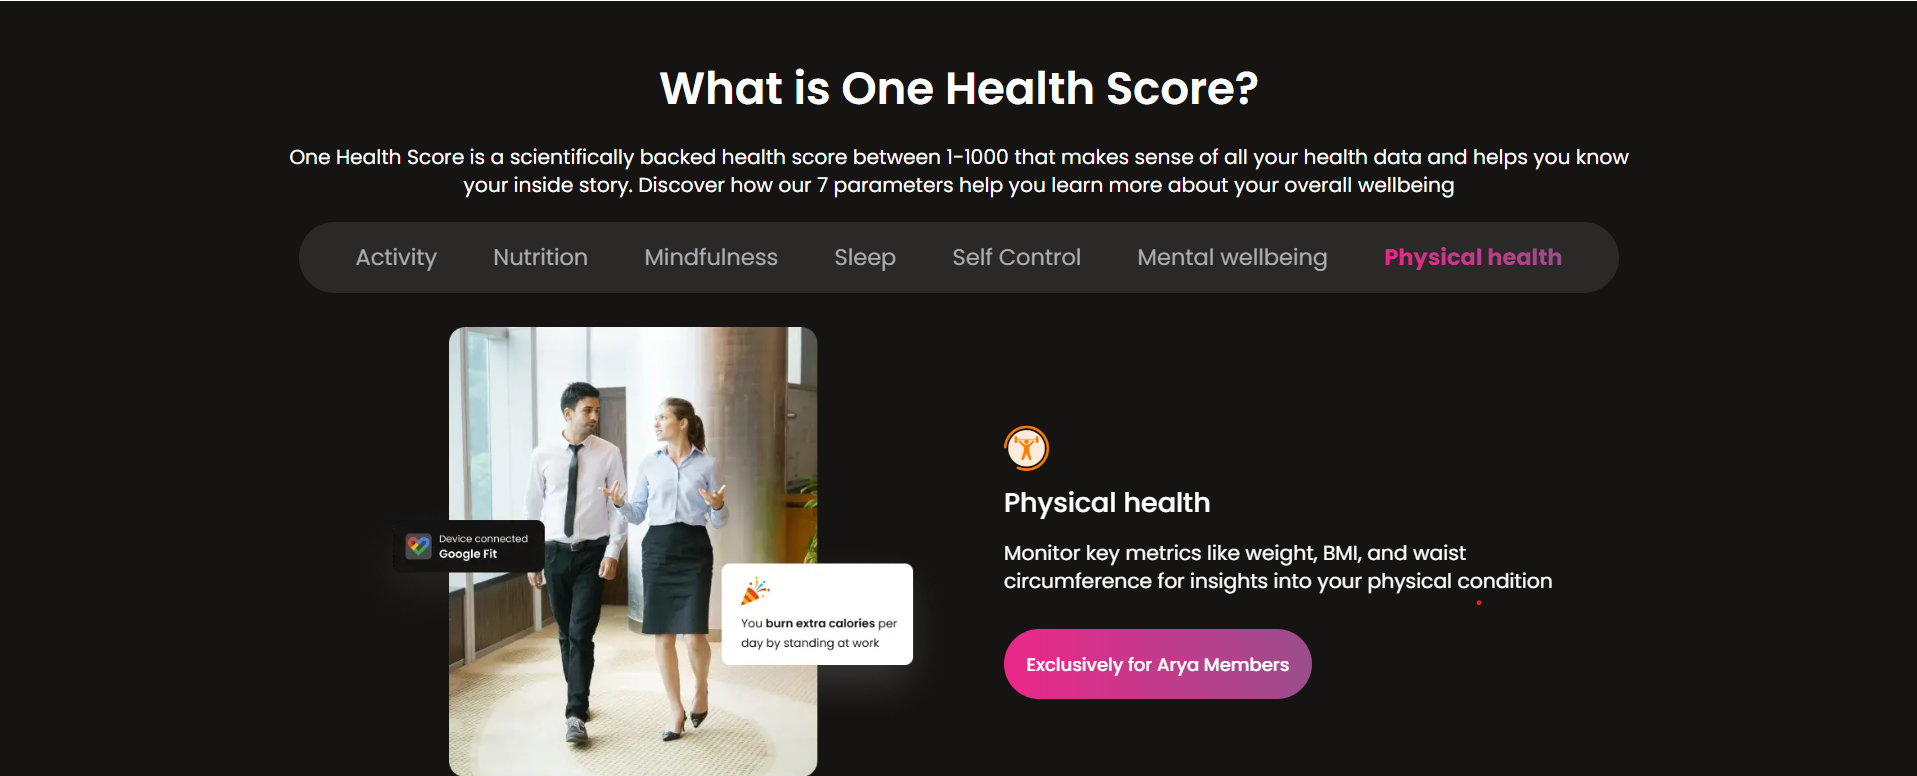 What is One Health Score?
One Health Score is a scientifically backed health score between 1-1000 that makes sense of all your health data and helps you know
your inside story. Discover how our 7 parameters help you learn more about your overall wellbeing
Activity Nutrition Mindfulness Sleep Self Control Mental wellbeing Physical health
Device connected
Google Fit
You burn extra calories per
day by standing at work
Physical health
Monitor key metrics like weight, BMI, and waist
circumference for insights into your physical condition
Exclusively for Arya Members